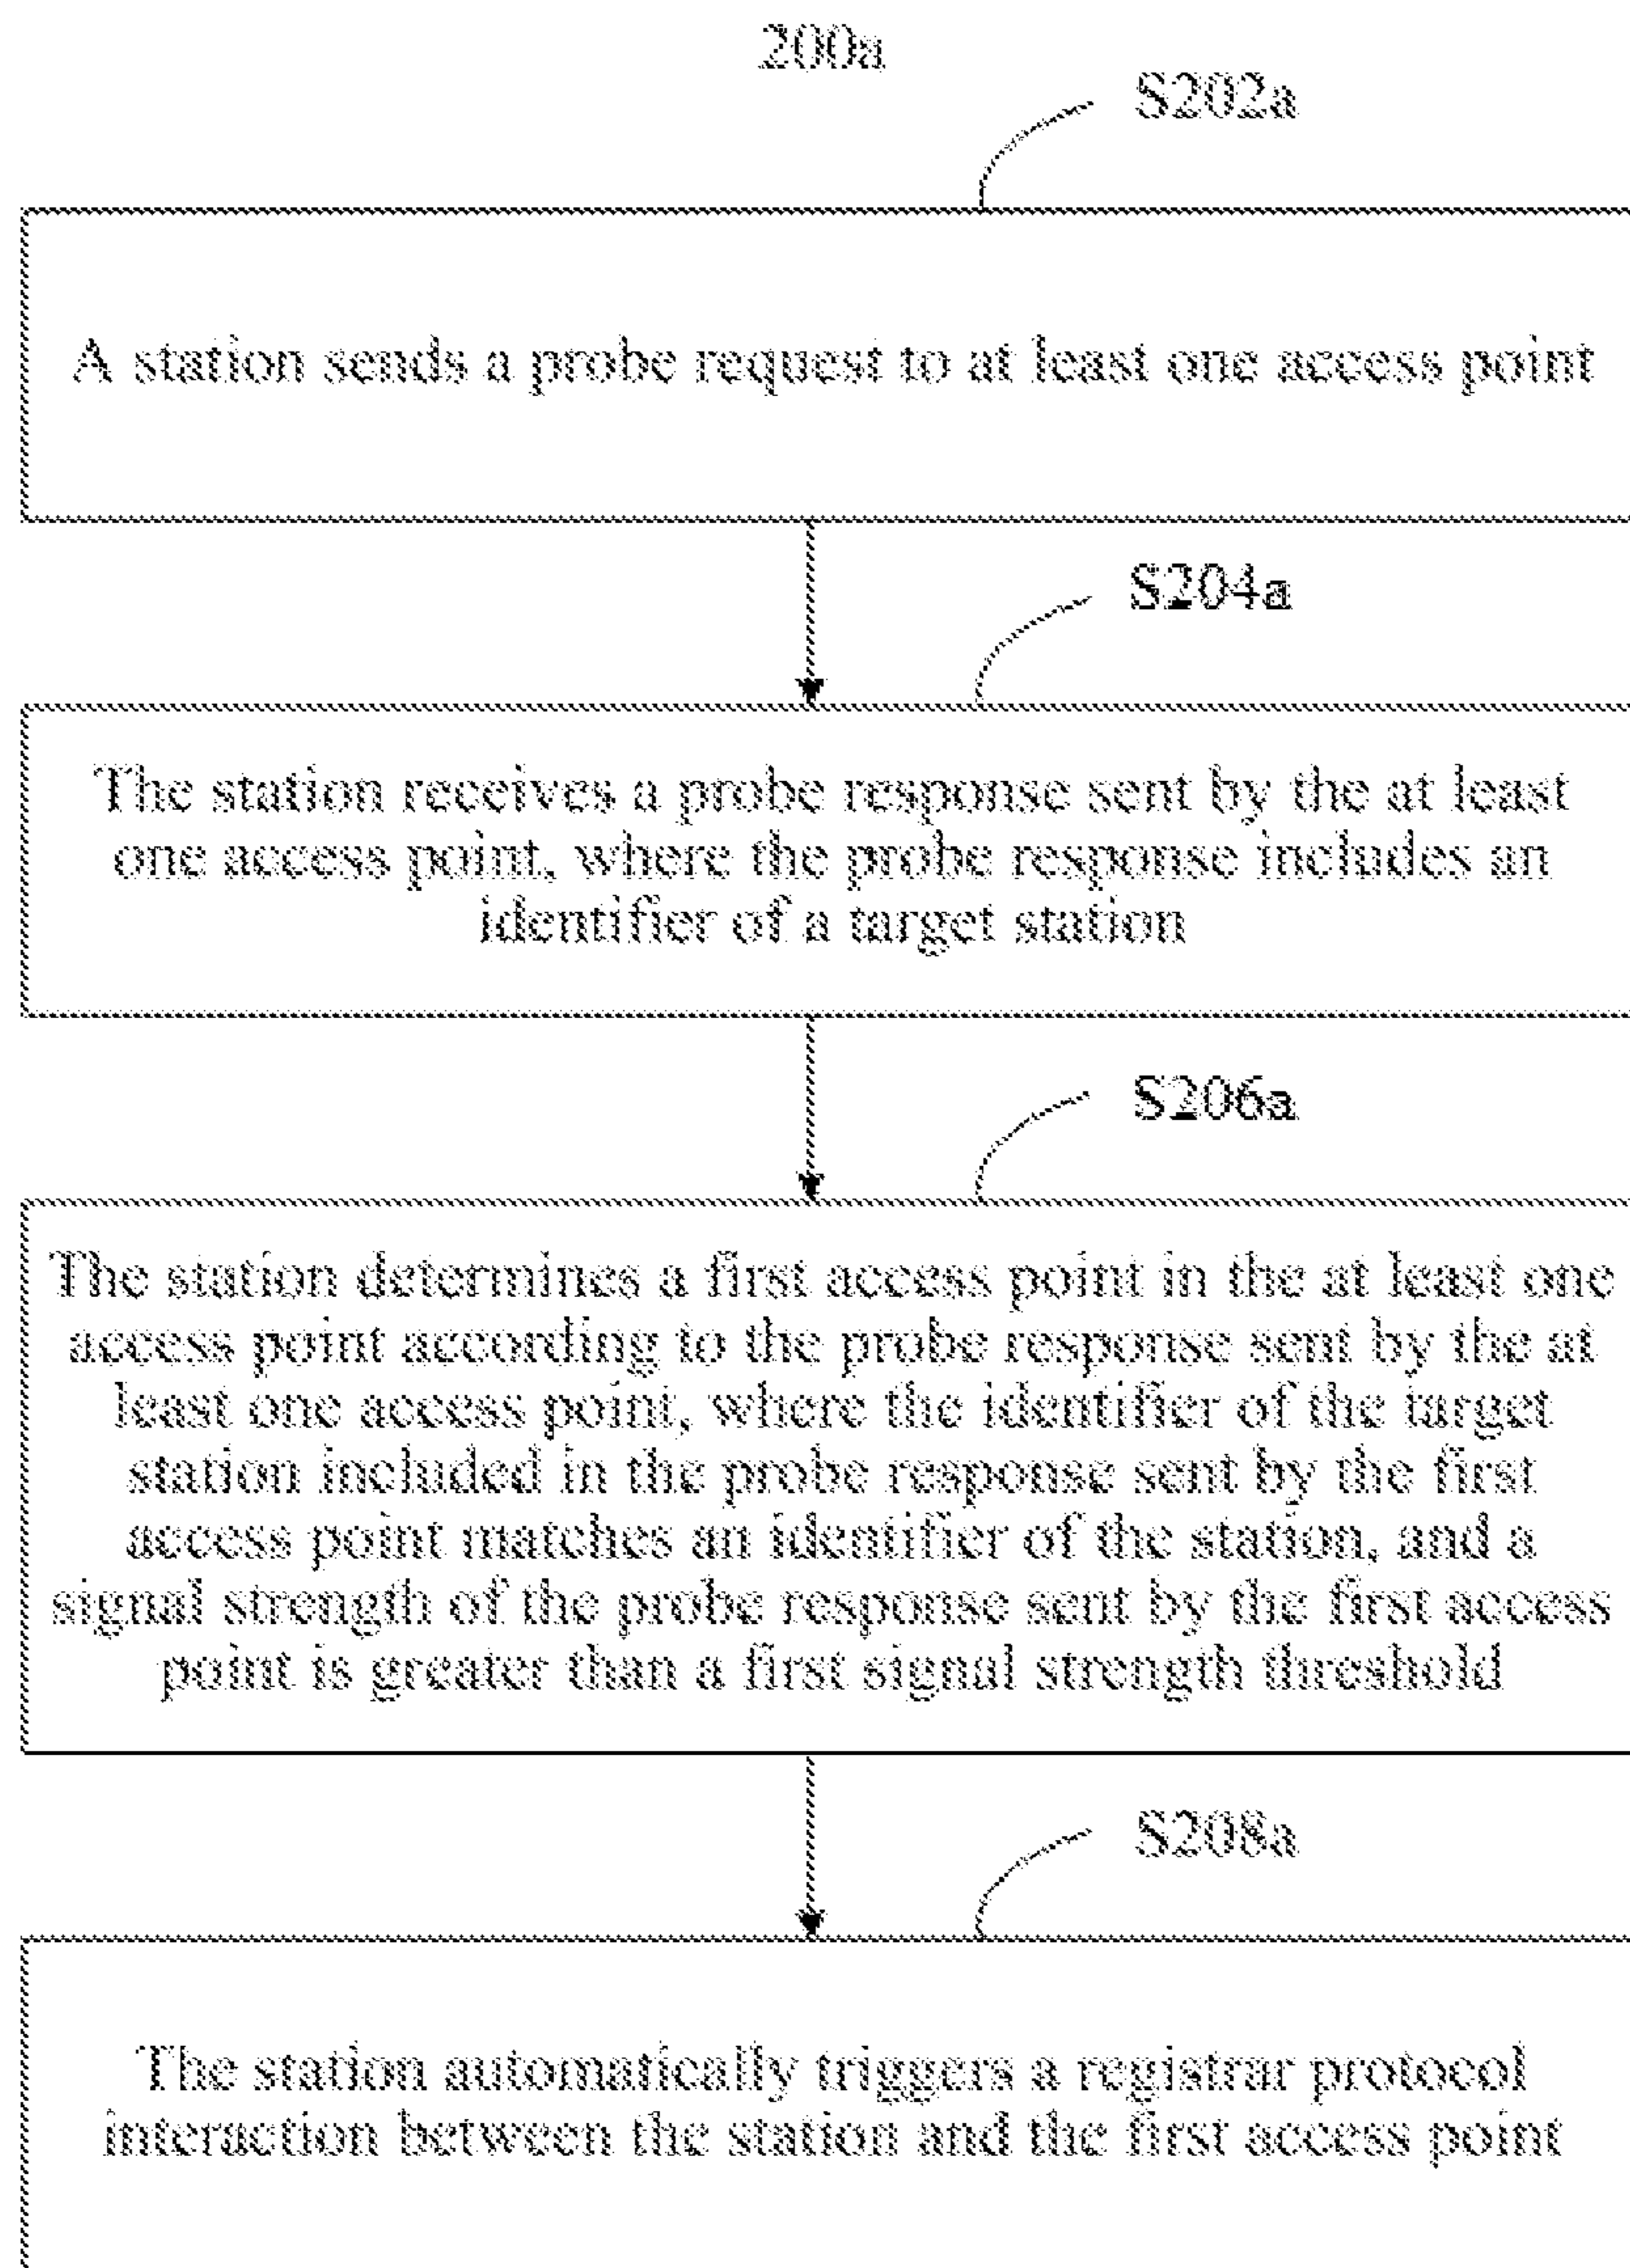 200a
S202a
A station sends a probe request to at least one access point
S204a
The station receives a probe response sent by the at least
one access point, where the probe response includes an
identifier of a target station
S206a
The station determines a first access point in the at least one
access point according to the probe response sent by the at
least one access point, where the identifier of the target
station included in the probe response sent by the first
access point matches an identifier of the station, and a
signal strength of the probe response sent by the first access
point is greater than a first signal strength threshold
S208a
The station automatically triggers a registrar protocol
interaction between the station and the first access point